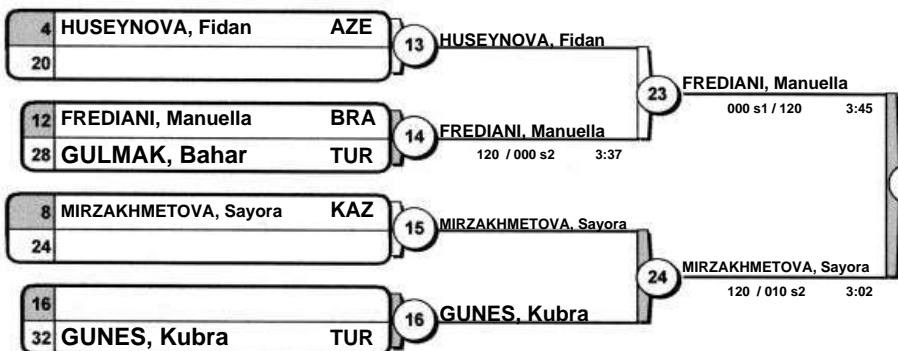 4 HUSEYNOVA, Fidan AZE
20
13
HUSEYNOVA, Fidan
12 FREDIANI, Manuella BRA
28 GULMAK, Bahar TUR
14
FREDIANI, Manuella
120 / 000 s2 3:37
23
FREDIANI, Manuella
000 s1 / 120 3:45
8 MIRZAKHMETOVA, Sayora KAZ
24
15
MIRZAKHMETOVA, Sayora
16
32 GUNES, Kubra TUR
16
GUNES, Kubra
24
MIRZAKHMETOVA, Sayora
120 / 010 s2 3:02